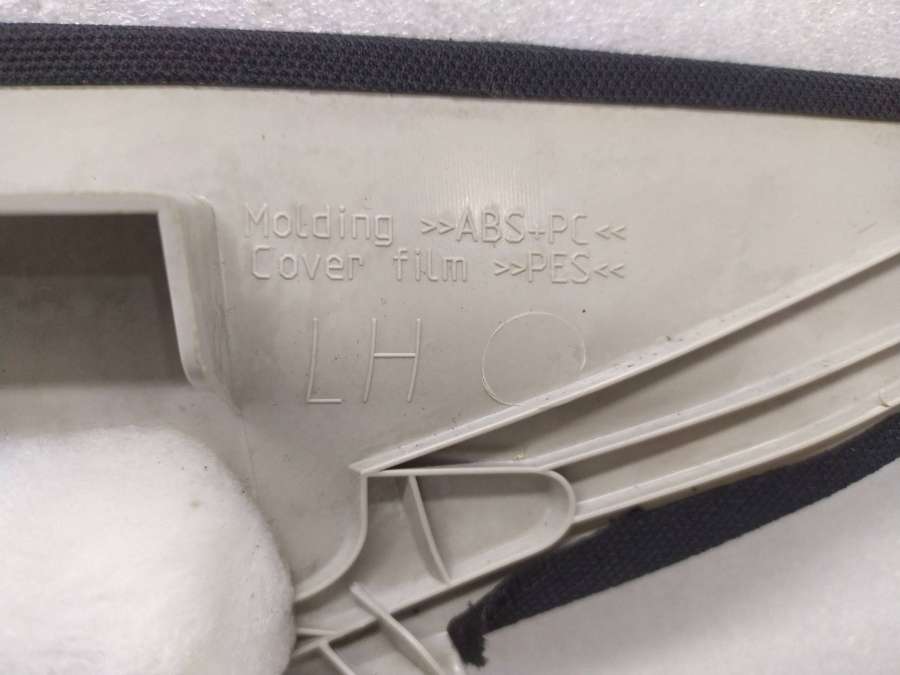 Molding >>ABS+PC<<
Cover film >>PES<<
LH